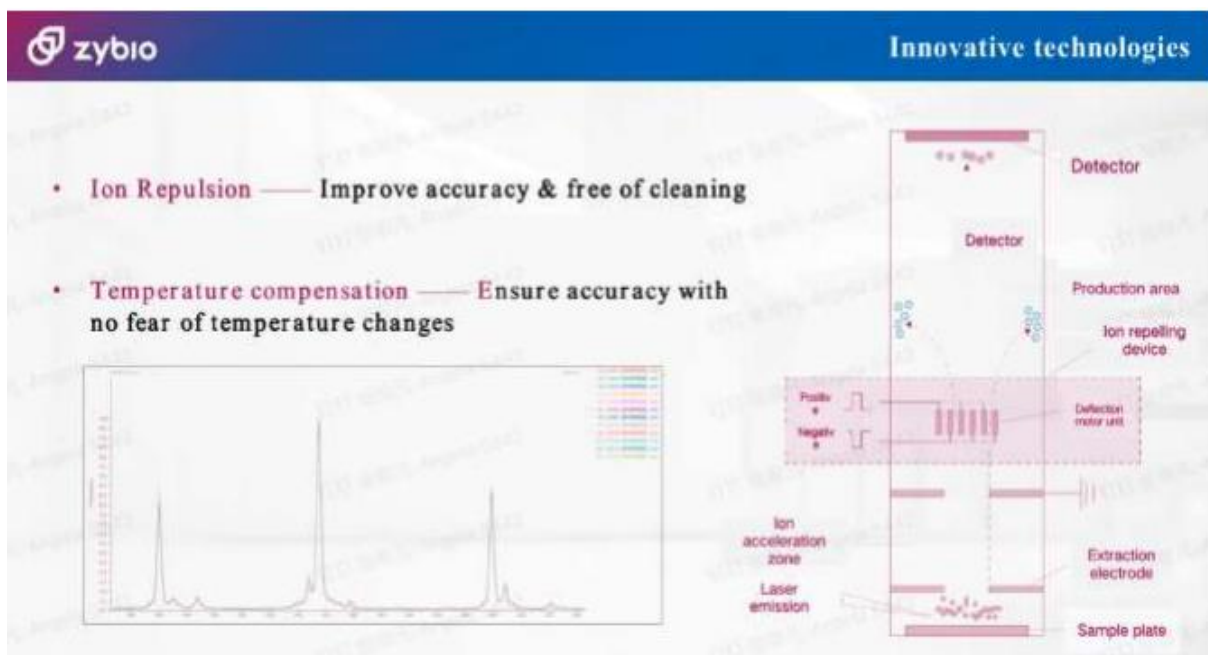 zybio
Innovative technologies
• Ion Repulsion —— Improve accuracy & free of cleaning
• Temperature compensation —— Ensure accuracy with
no fear of temperature changes
Detector
Detector
Production area
Ion repelling
device
Positiv
Negativ
Deflection
motor unit
Ion
acceleration
zone
Laser
emission
Extraction
electrode
Sample plate